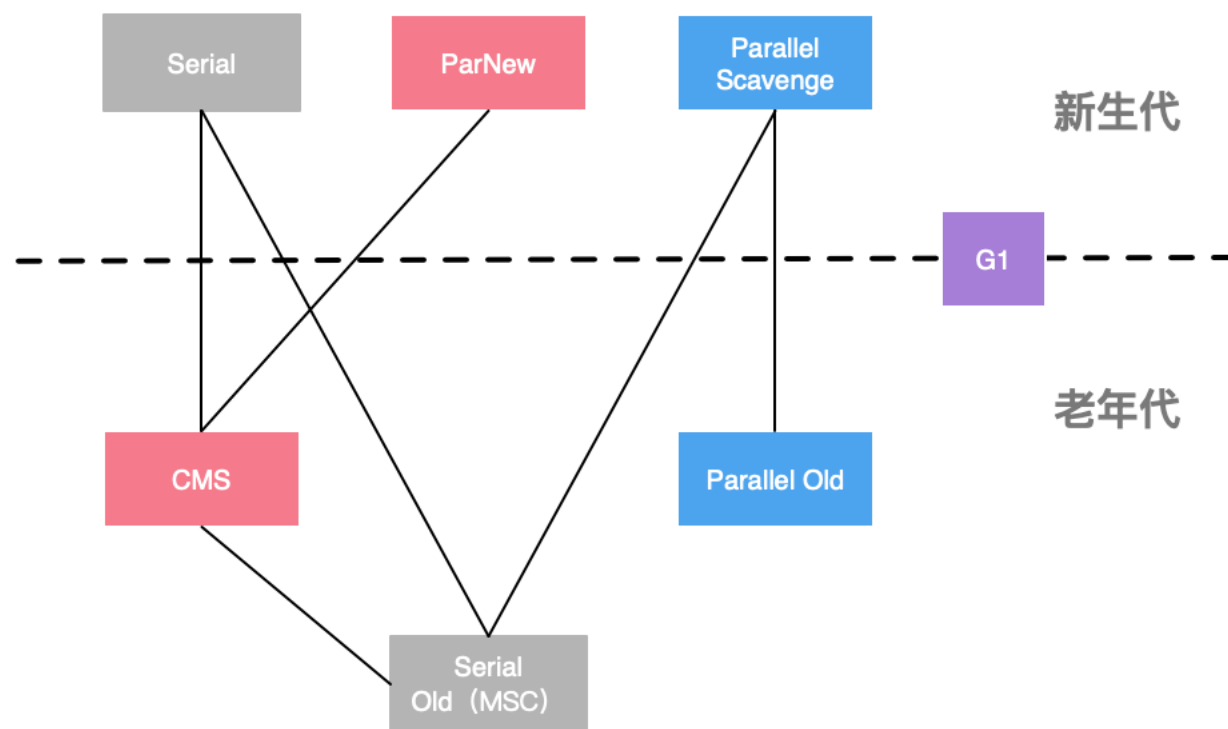 Serial
ParNew
Parallel
Scavenge
新生代
G1
老年代
CMS
Parallel Old
Serial
Old（MSC）